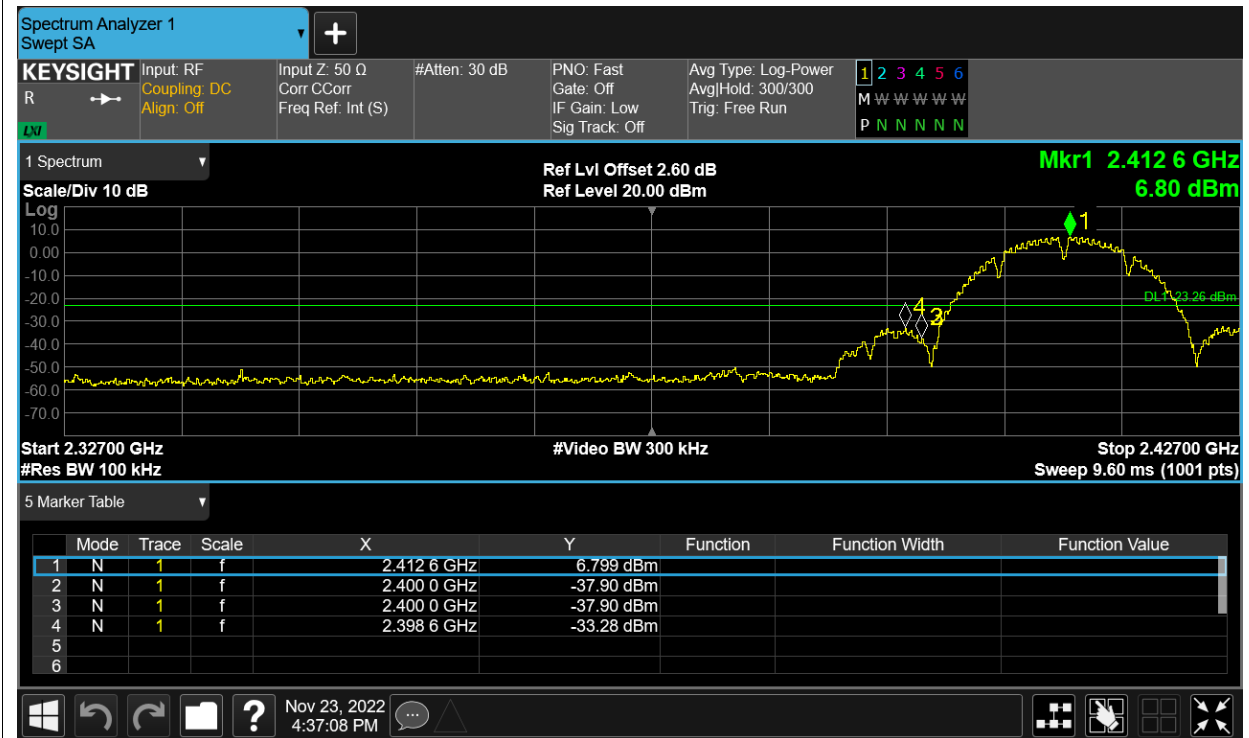 Spectrum Analyzer 1
Swept SA
+
KEYSIGHT
R
LXI
Input: RF
Coupling: DC
Align: Off
Input Z: 50 Ω
Corr CCorr
Freq Ref: Int (S)
#Atten: 30 dB
PNO: Fast
Gate: Off
IF Gain: Low
Sig Track: Off
Avg Type: Log-Power
Avg|Hold: 300/300
Trig: Free Run
1 2 3 4 5 6
M W W W W W
P N N N N N
1 Spectrum
Scale/Div 10 dB
Ref Lvl Offset 2.60 dB
Ref Level 20.00 dBm
Mkr1 2.412 6 GHz
6.80 dBm
Log
10.0
0.00
-10.0
-20.0
-30.0
-40.0
-50.0
-60.0
-70.0
1
4
DL1 -23.26 dBm
Start 2.32700 GHz
#Res BW 100 kHz
#Video BW 300 kHz
Stop 2.42700 GHz
Sweep 9.60 ms (1001 pts)
5 Marker Table
Mode Trace Scale X Y Function Function Width Function Value
1 N 1 f 2.412 6 GHz 6.799 dBm
2 N 1 f 2.400 0 GHz -37.90 dBm
3 N 1 f 2.400 0 GHz -37.90 dBm
4 N 1 f 2.398 6 GHz -33.28 dBm
5
6
?
Nov 23, 2022
4:37:08 PM